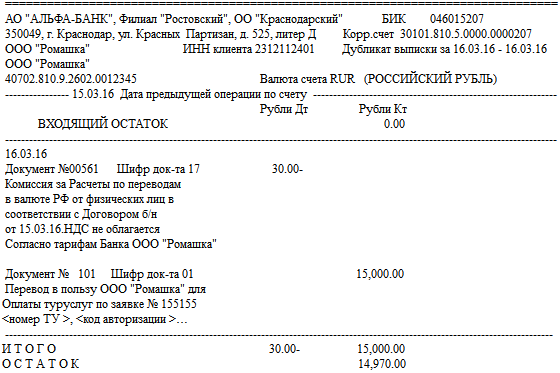 АО "АЛЬФА-БАНК", Филиал "Ростовский", ОО "Краснодарский" БИК 046015207
350049, г. Краснодар, ул. Красных Партизан, д. 525, литер Д Корр.счет 30101.810.5.0000.0000207
ООО "Ромашка" ИНН клиента 2312112401 Дубликат выписки за 16.03.16 - 16.03.16
ООО "Ромашка"
40702.810.9.2602.0012345 Валюта счета RUR (РОССИЙСКИЙ РУБЛЬ)
15.03.16 Дата предыдущей операции по счету
Рубли Дт Рубли Кт
ВХОДЯЩИЙ ОСТАТОК 0.00
16.03.16
Документ №00561 Шифр док-та 17 30.00-
Комиссия за Расчеты по переводам
в валюте РФ от физических лиц в
соответствии с Договором б/н
от 15.03.16.НДС не облагается
Согласно тарифам Банка ООО "Ромашка"
Документ № 101 Шифр док-та 01 15,000.00
Перевод в пользу ООО "Ромашка" для
Оплаты туруслуг по заявке № 155155
<номер ТУ >, <код авторизации >…
И Т О Г О 30.00- 15,000.00
О С Т А Т О К 14,970.00